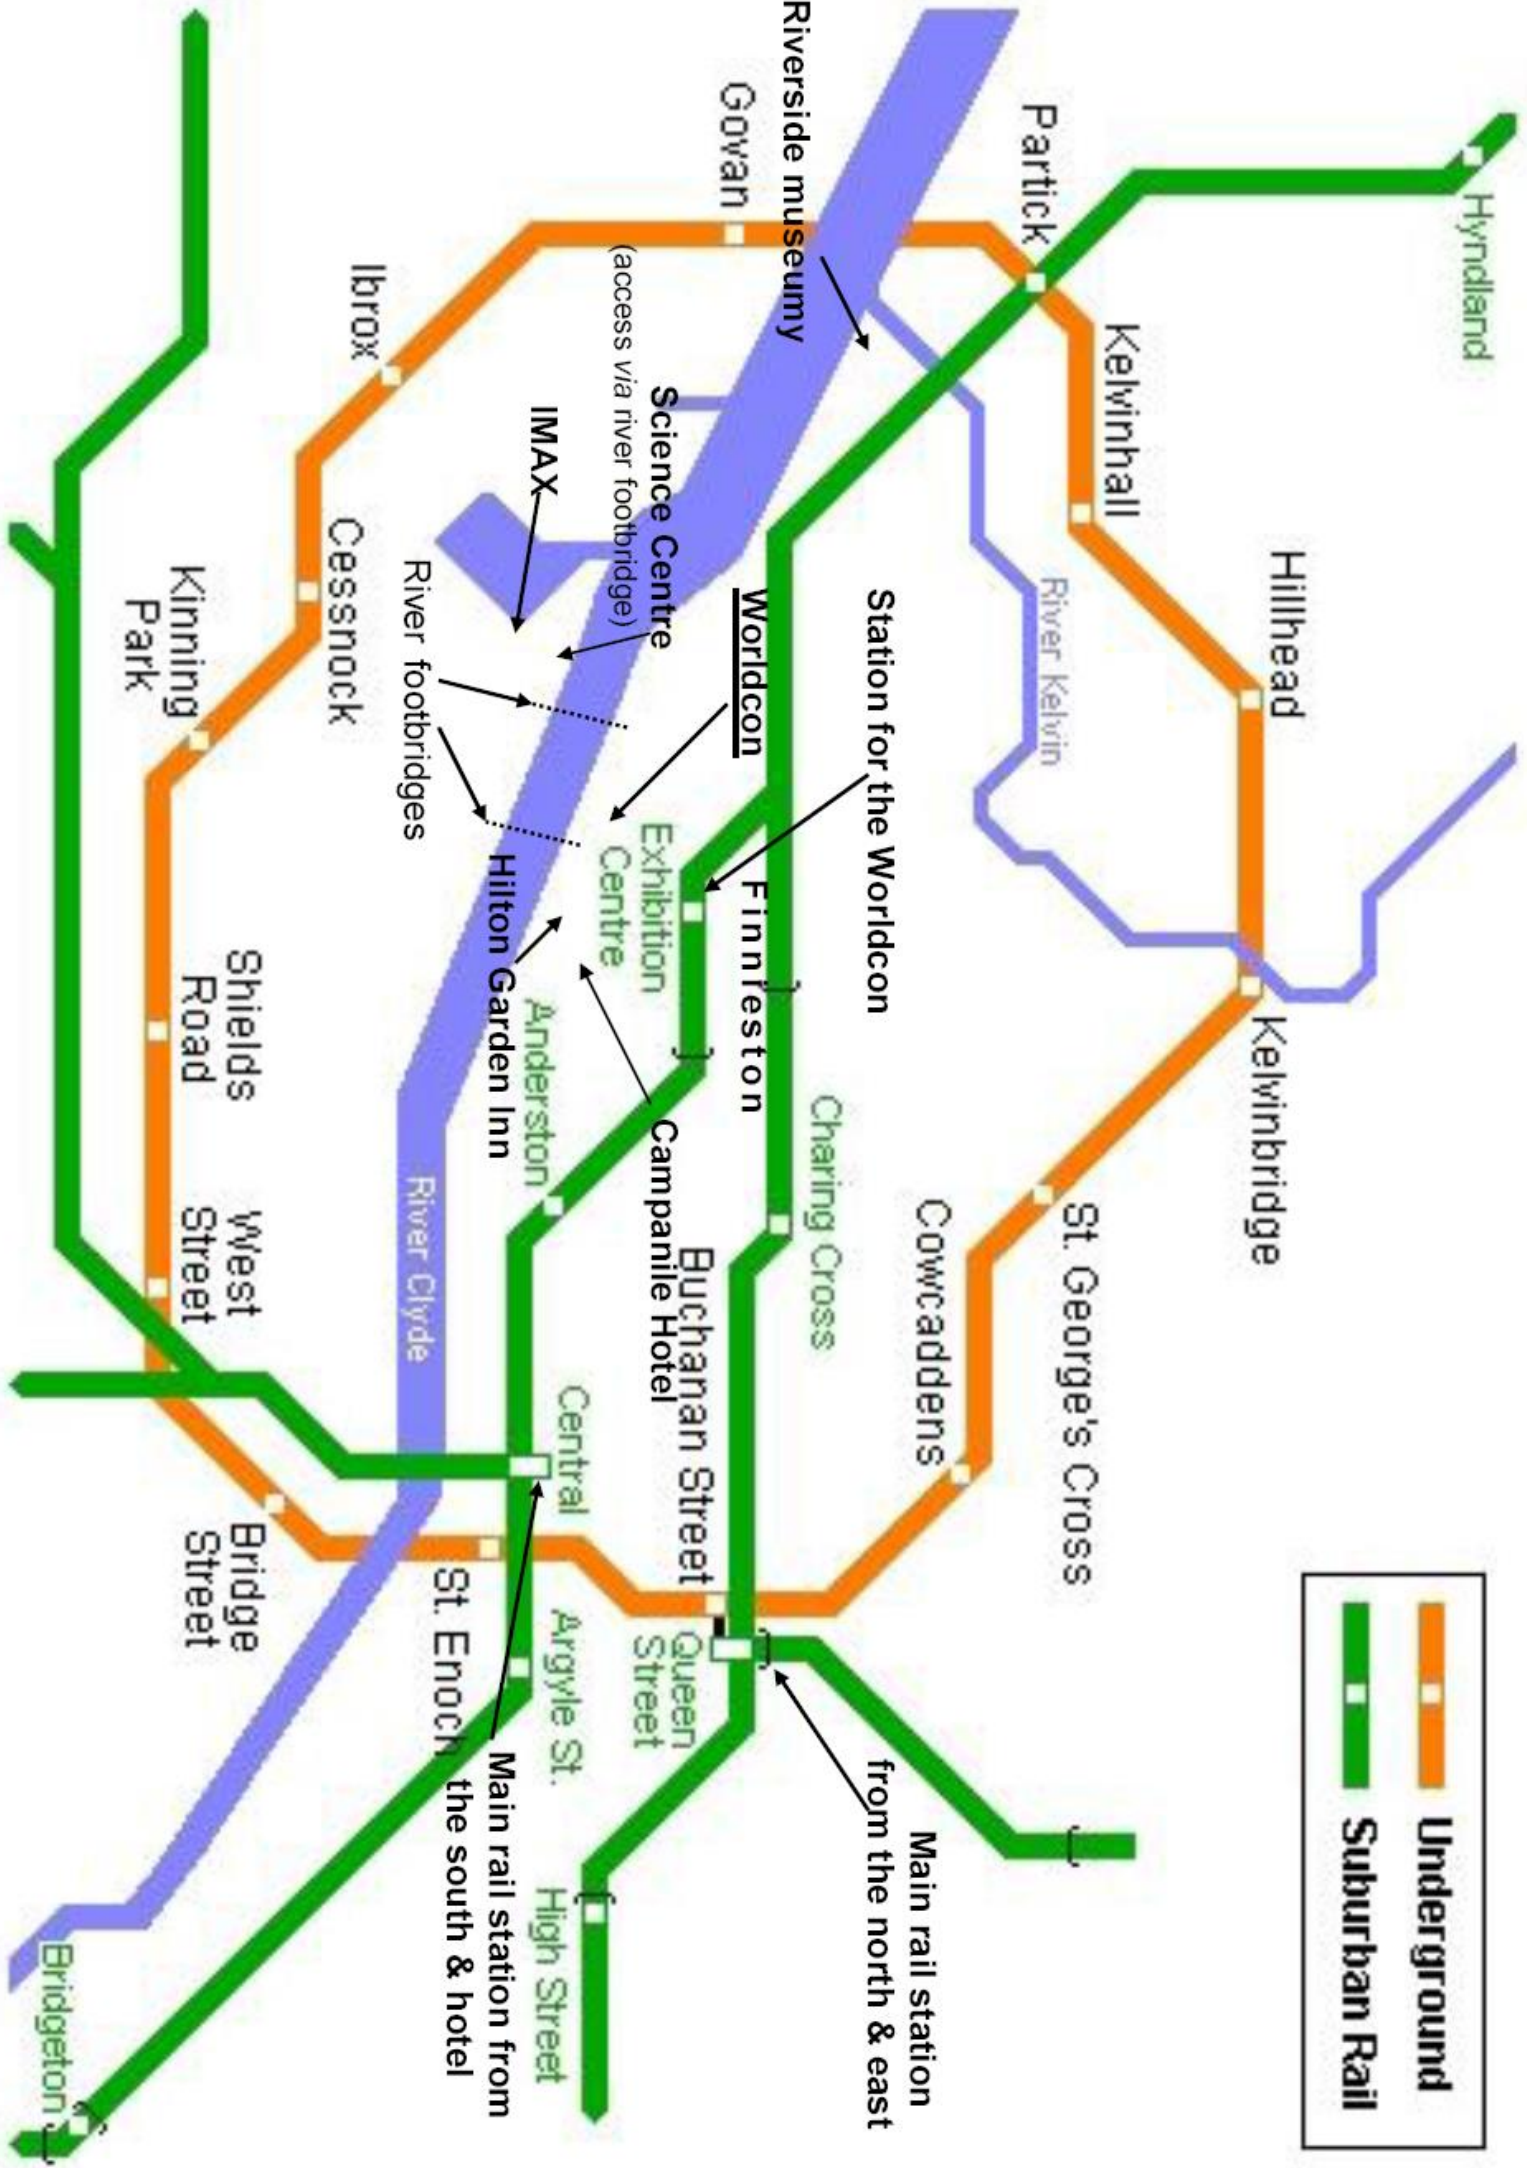 Hyndland
Hillhead
Kelvinbridge
Underground
Suburban Rail
Kelvinhall
River Kelvin
St. George's Cross
Partick
Station for the Worldcon
Cowcaddens
Main rail station
from the north & east
Riverside museumy
Charing Cross
Worldcon
Finnieston
Govan
Buchanan Street
Queen
Street
Science Centre
(access via river footbridge)
Exhibition
Centre
Campanile Hotel
IMAX
Hilton Garden Inn
Anderston
Central
Argyle St.
High Street
Ibrox
River footbridges
River Clyde
St. Enoch
Main rail station from
the south & hotel
Cessnock
Kinning
Park
Shields
Road
West
Street
Bridge
Street
Bridgeton